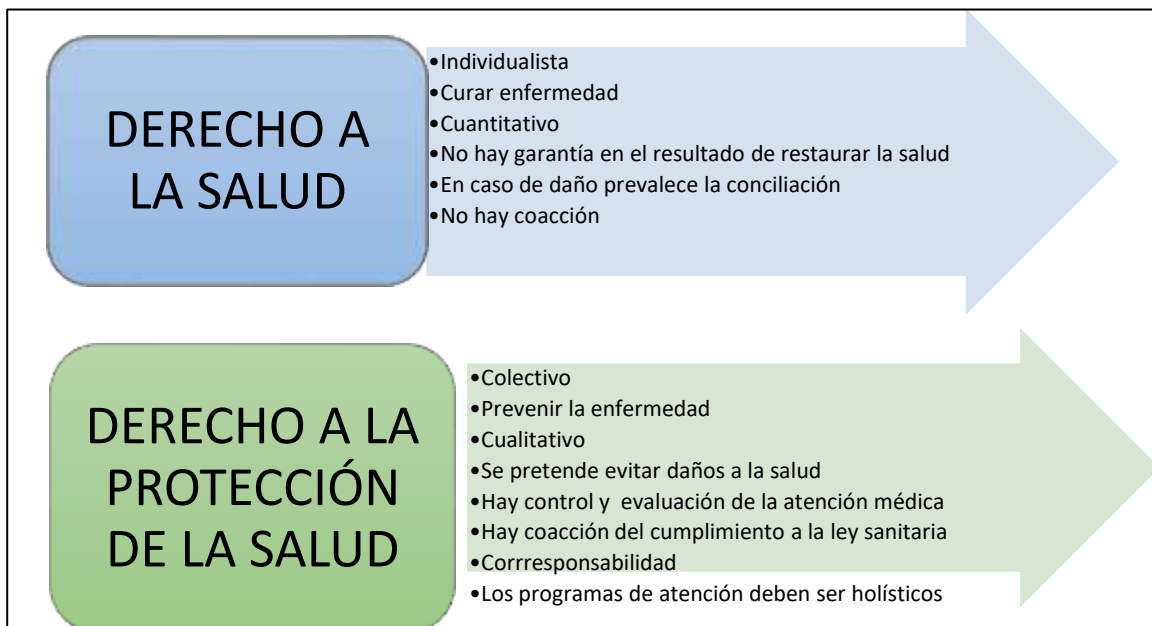 DERECHO A
LA SALUD
•Individualista
•Curar enfermedad
•Cuantitativo
•No hay garantía en el resultado de restaurar la salud
•En caso de daño prevalece la conciliación
•No hay coacción
DERECHO A LA
PROTECCIÓN
DE LA SALUD
•Colectivo
•Prevenir la enfermedad
•Cualitativo
•Se pretende evitar daños a la salud
•Hay control y evaluación de la atención médica
•Hay coacción del cumplimiento a la ley sanitaria
•Corrresponsabilidad
•Los programas de atención deben ser holísticos